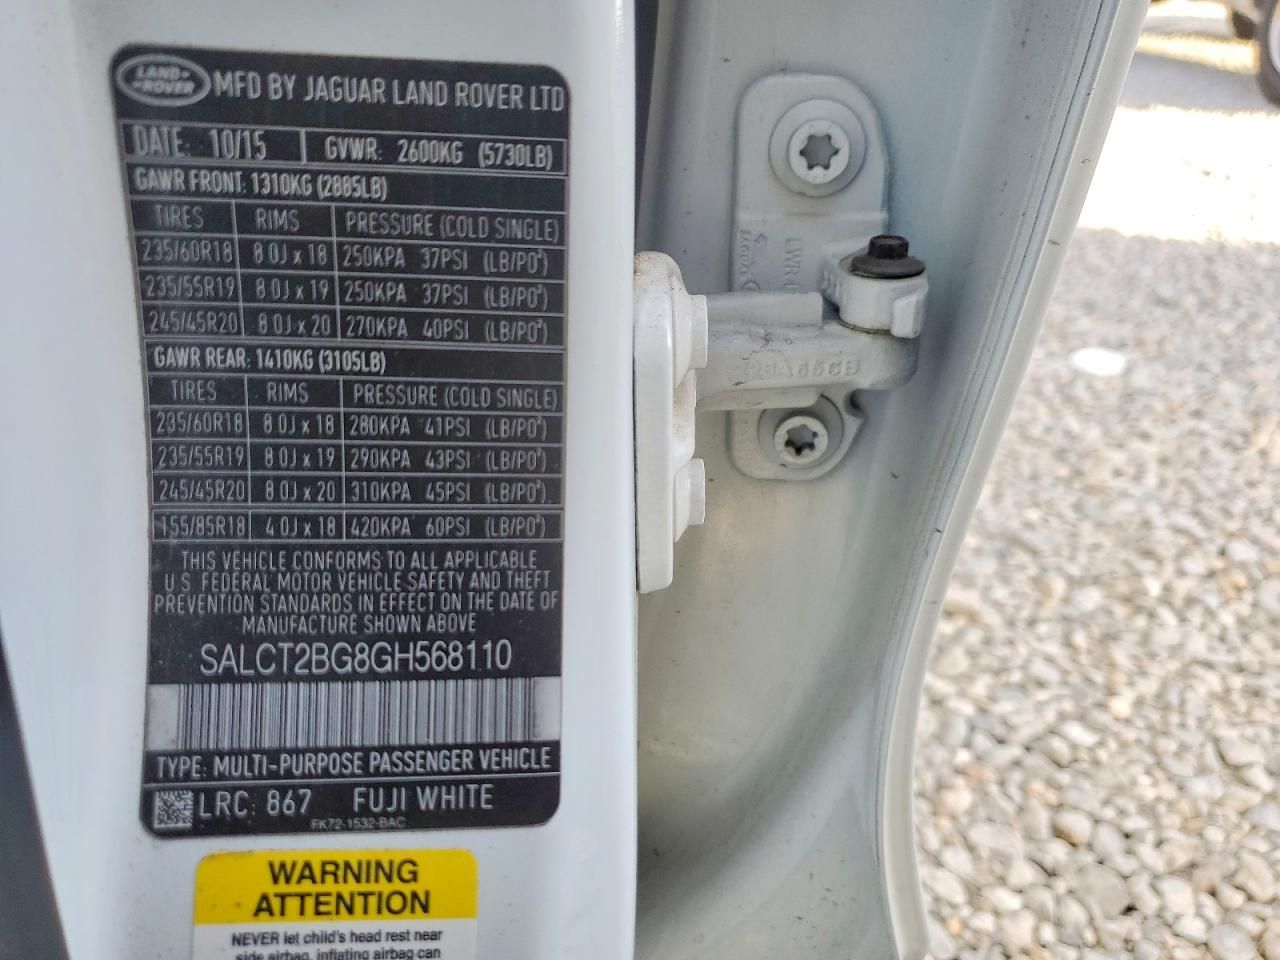 LAND-ROVER
MFD BY JAGUAR LAND ROVER LTD
DATE: 10/15 GVWR: 2600KG (5730LB)
GAWR FRONT: 1310KG (2885LB)
TIRES RIMS PRESSURE (COLD SINGLE)
235/60R18 8.0J x 18 250KPA 37PSI (LB/PO²)
235/55R19 8.0J x 19 250KPA 37PSI (LB/PO²)
245/45R20 8.0J x 20 270KPA 40PSI (LB/PO²)
GAWR REAR: 1410KG (3105LB)
TIRES RIMS PRESSURE (COLD SINGLE)
235/60R18 8.0J x 18 280KPA 41PSI (LB/PO²)
235/55R19 8.0J x 19 290KPA 43PSI (LB/PO²)
245/45R20 8.0J x 20 310KPA 45PSI (LB/PO²)
155/85R18 4.0J x 18 420KPA 60PSI (LB/PO²)
THIS VEHICLE CONFORMS TO ALL APPLICABLE
U.S. FEDERAL MOTOR VEHICLE SAFETY AND THEFT
PREVENTION STANDARDS IN EFFECT ON THE DATE OF
MANUFACTURE SHOWN ABOVE
SALCT2BG8GH568110
TYPE: MULTI-PURPOSE PASSENGER VEHICLE
LRC: 867 FUJI WHITE
FK72-1532-BAC
WARNING
ATTENTION
NEVER let child's head rest near
side airbag, inflating airbag can
JAGUAR
LWR